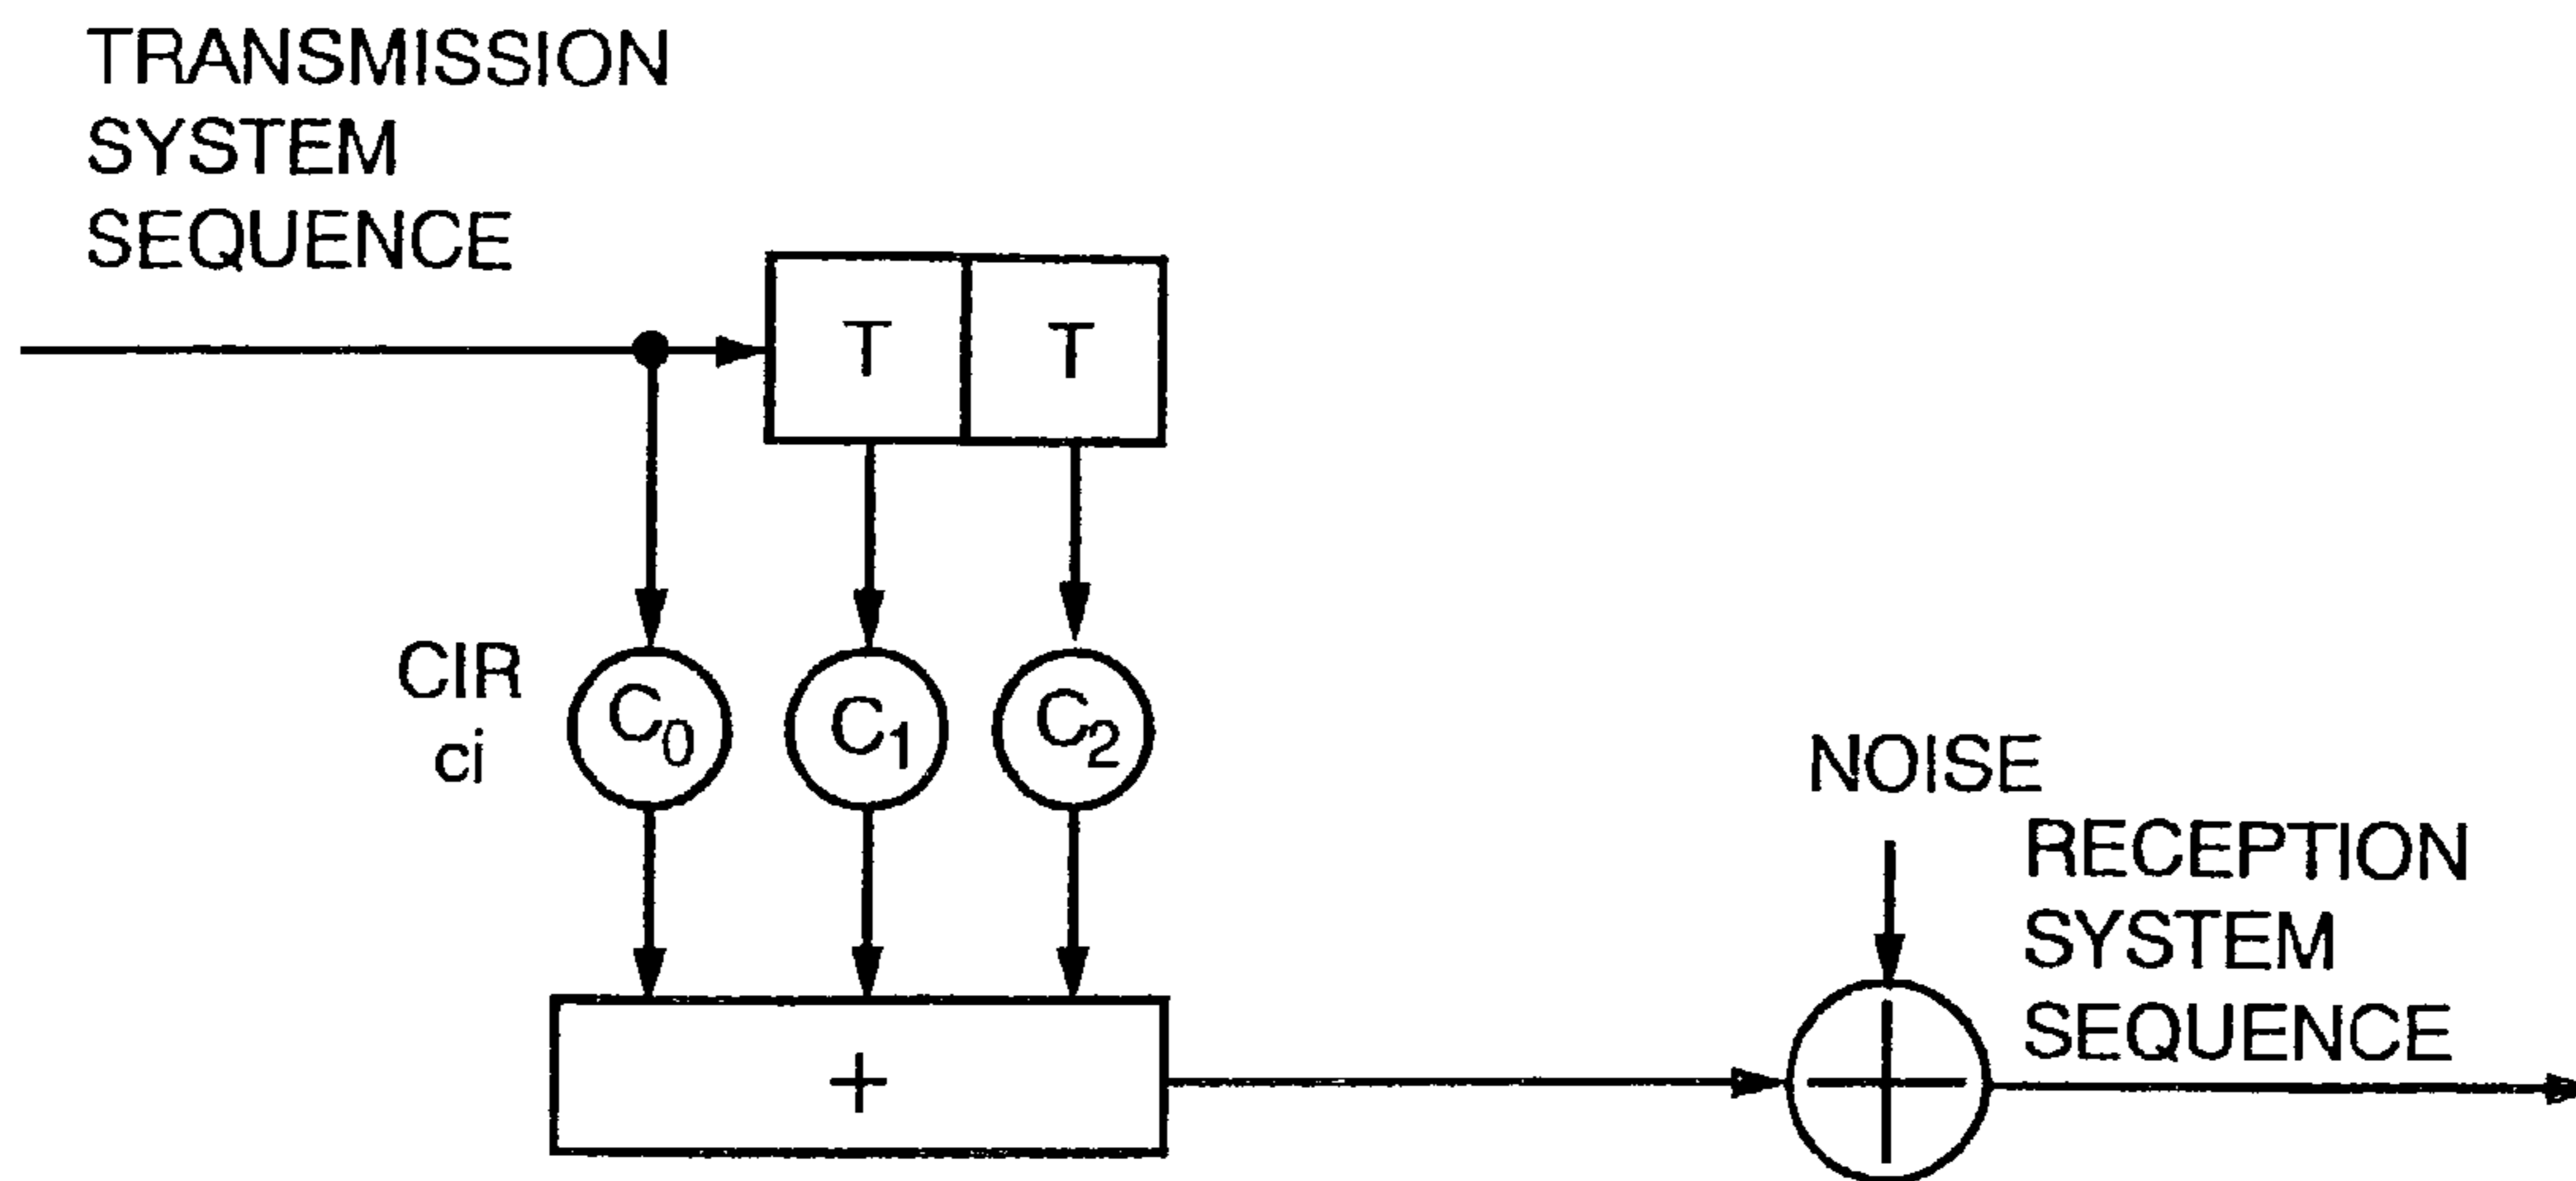 TRANSMISSION
SYSTEM
SEQUENCE
T T
CIR
ci
C0 C1 C2
NOISE
RECEPTION
SYSTEM
SEQUENCE
+